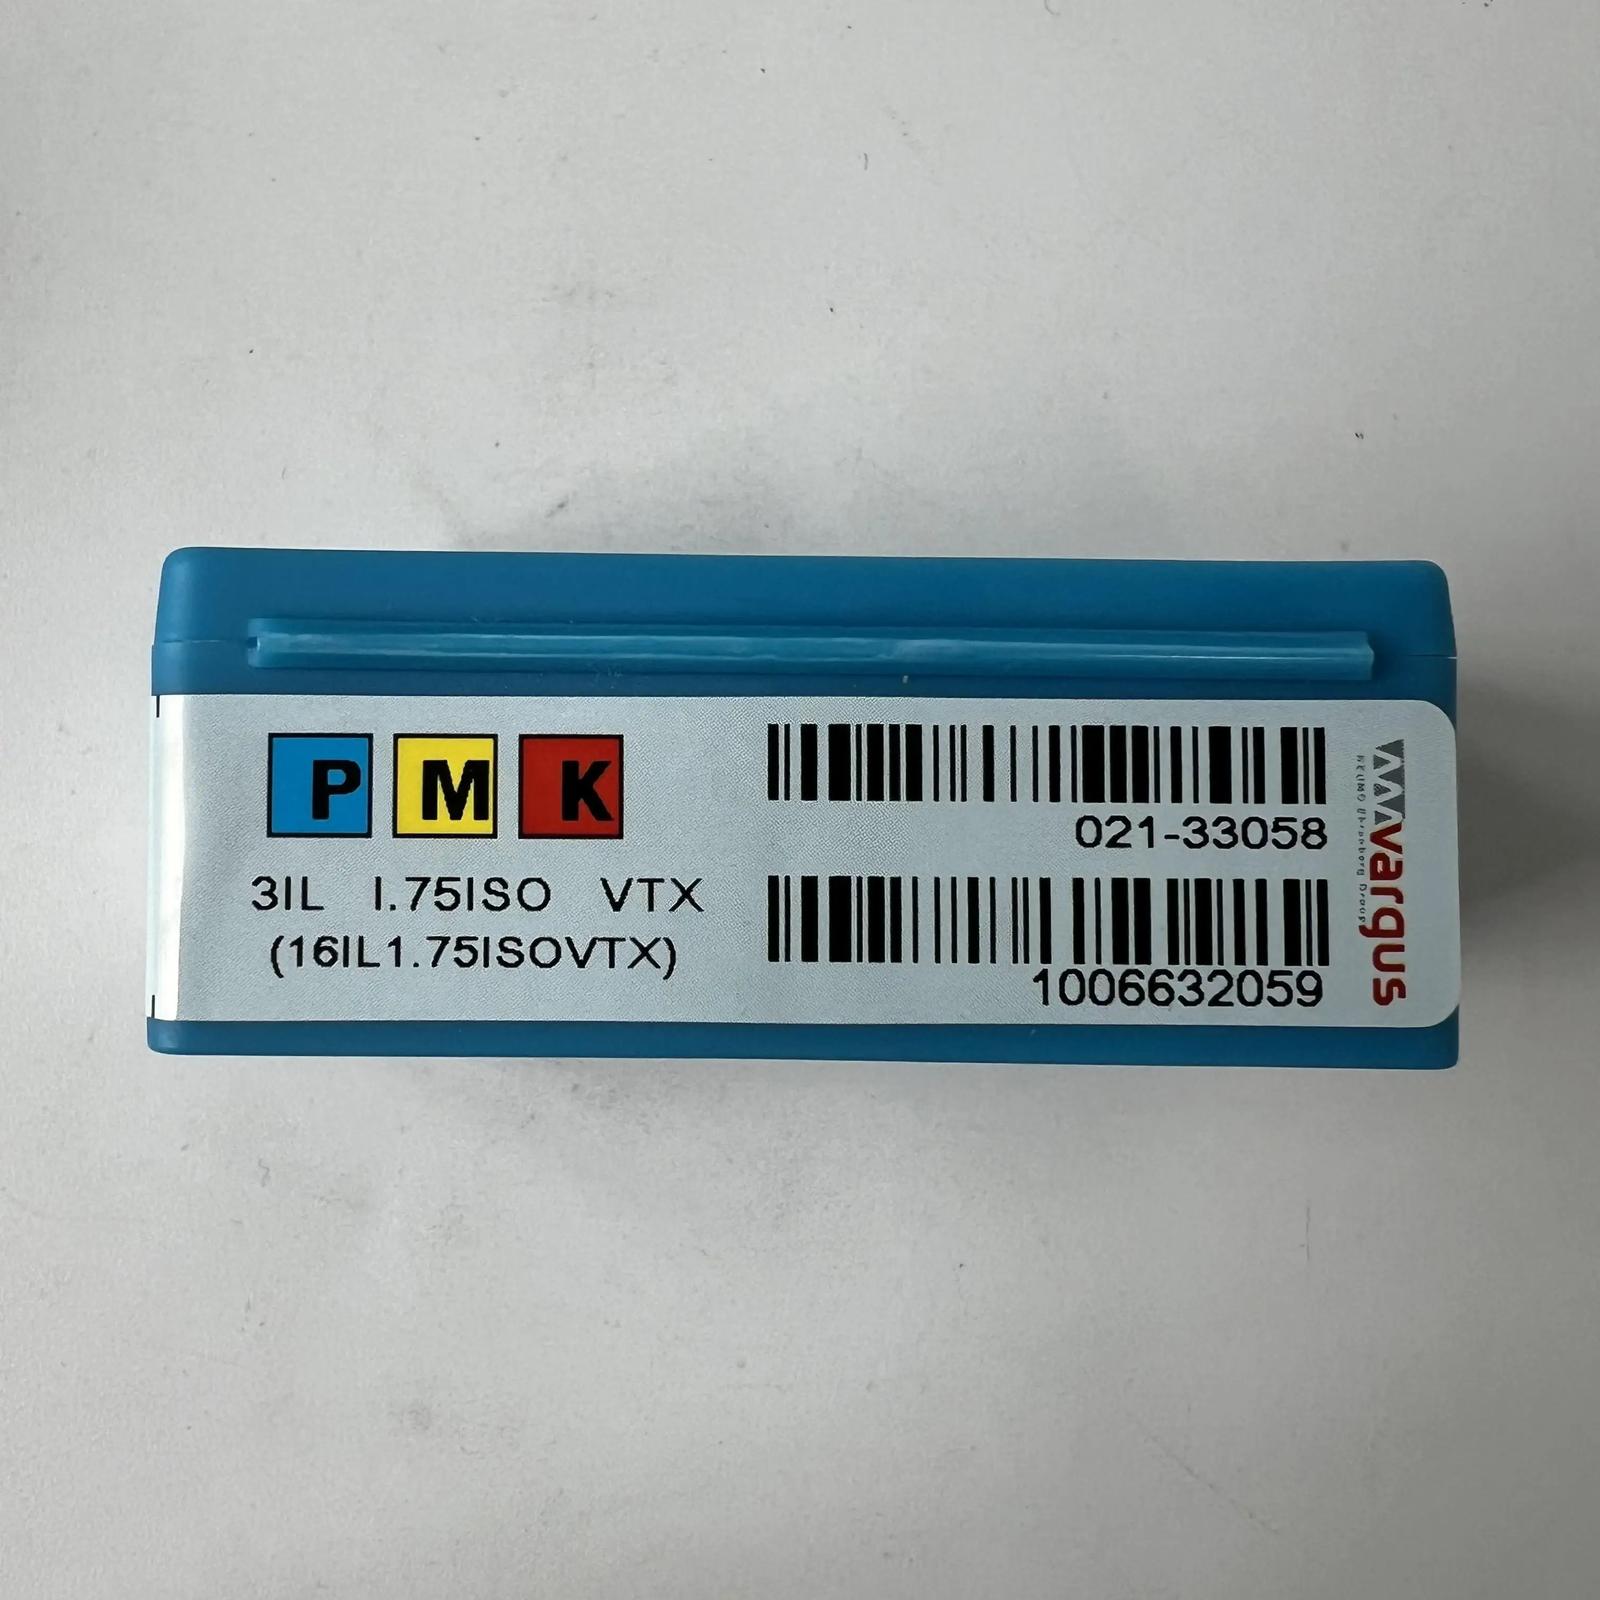 P M K
3IL I.75ISO VTX
(16IL1.75ISOVTX)
021-33058
1006632059
vargus